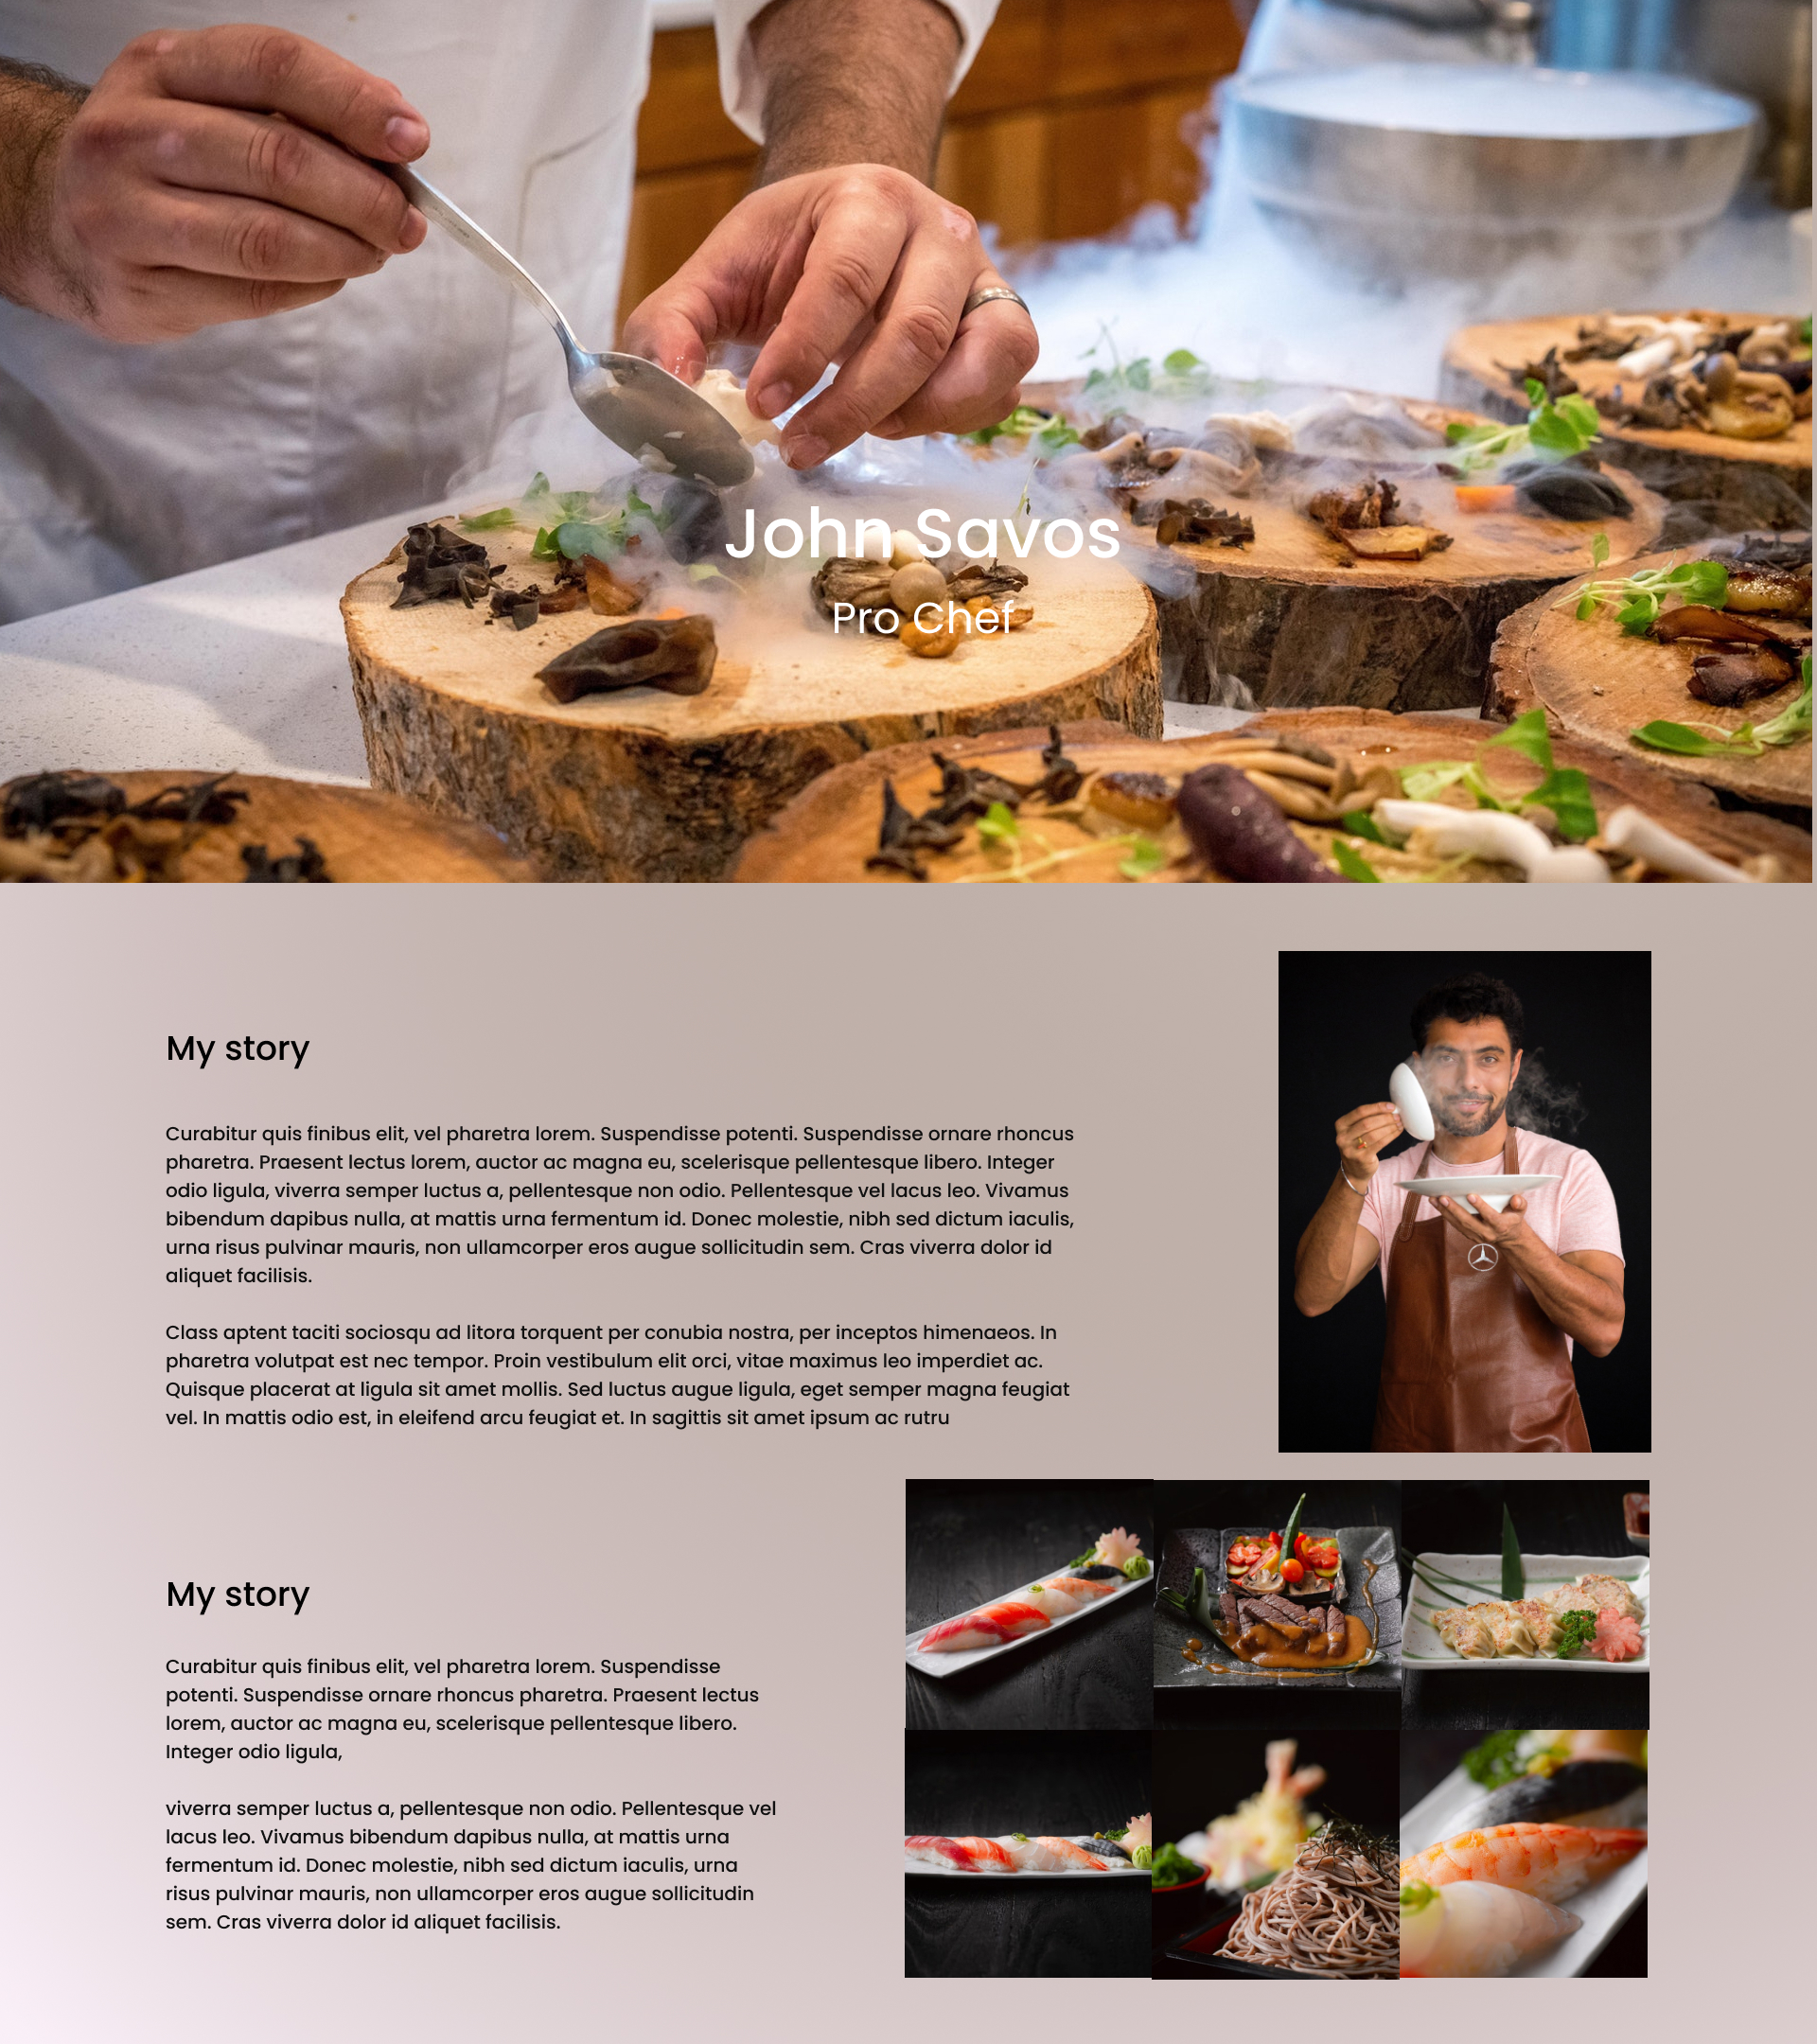 John Savos
Pro Chef
My story
Curabitur quis finibus elit, vel pharetra lorem. Suspendisse potenti. Suspendisse ornare rhoncus
pharetra. Praesent lectus lorem, auctor ac magna eu, scelerisque pellentesque libero. Integer
odio ligula, viverra semper luctus a, pellentesque non odio. Pellentesque vel lacus leo. Vivamus
bibendum dapibus nulla, at mattis urna fermentum id. Donec molestie, nibh sed dictum iaculis,
urna risus pulvinar mauris, non ullamcorper eros augue sollicitudin sem. Cras viverra dolor id
aliquet facilisis.
Class aptent taciti sociosqu ad litora torquent per conubia nostra, per inceptos himenaeos. In
pharetra volutpat est nec tempor. Proin vestibulum elit orci, vitae maximus leo imperdiet ac.
Quisque placerat at ligula sit amet mollis. Sed luctus augue ligula, eget semper magna feugiat
vel. In mattis odio est, in eleifend arcu feugiat et. In sagittis sit amet ipsum ac rutru
My story
Curabitur quis finibus elit, vel pharetra lorem. Suspendisse
potenti. Suspendisse ornare rhoncus pharetra. Praesent lectus
lorem, auctor ac magna eu, scelerisque pellentesque libero.
Integer odio ligula,
viverra semper luctus a, pellentesque non odio. Pellentesque vel
lacus leo. Vivamus bibendum dapibus nulla, at mattis urna
fermentum id. Donec molestie, nibh sed dictum iaculis, urna
risus pulvinar mauris, non ullamcorper eros augue sollicitudin
sem. Cras viverra dolor id aliquet facilisis.